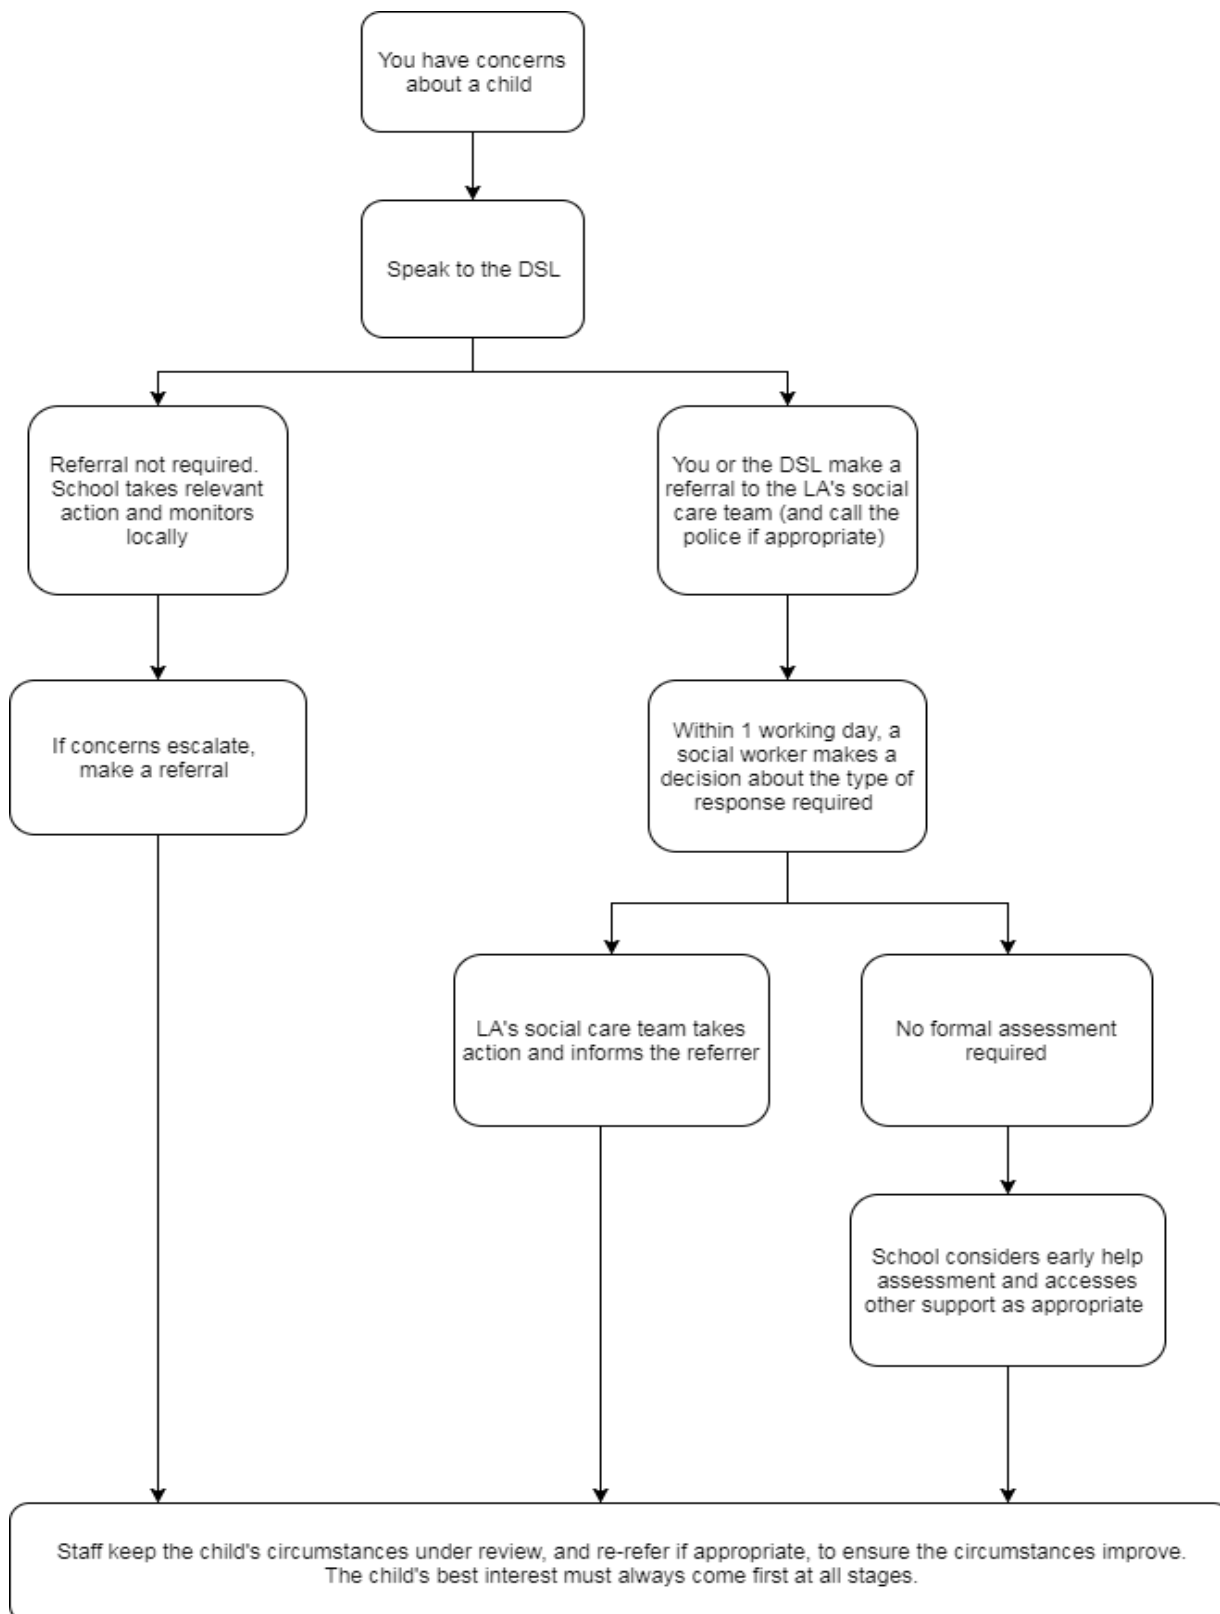 You have concerns
about a child
Speak to the DSL
Referral not required.
School takes relevant
action and monitors
locally
You or the DSL make a
referral to the LA's social
care team (and call the
police if appropriate)
If concerns escalate,
make a referral
Within 1 working day, a
social worker makes a
decision about the type of
response required
LA's social care team takes
action and informs the referrer
No formal assessment
required
School considers early help
assessment and accesses
other support as appropriate
Staff keep the child's circumstances under review, and re-refer if appropriate, to ensure the circumstances improve.
The child's best interest must always come first at all stages.